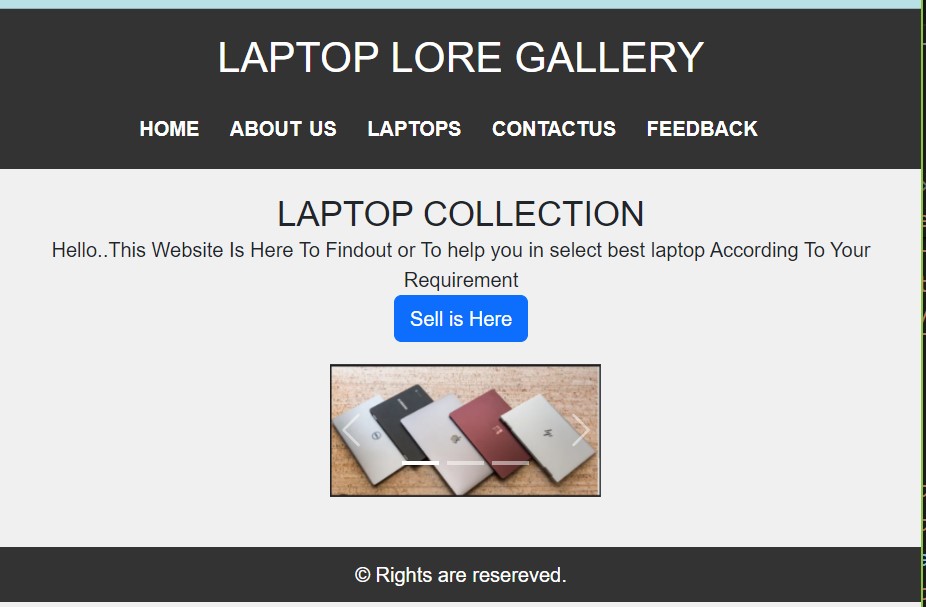 LAPTOP LORE GALLERY
HOME ABOUT US LAPTOPS CONTACTUS FEEDBACK
LAPTOP COLLECTION
Hello..This Website Is Here To Findout or To help you in select best laptop According To Your
Requirement
Sell is Here
© Rights are resereved.